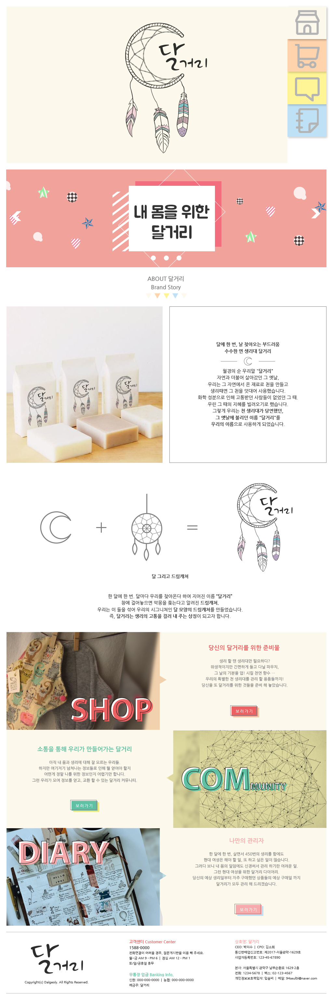 달거리
내 몸을 위한
달거리
ABOUT 달거리
Brand Story
달거리
달거리
달거리
달에 한 번, 날 찾아오는 부드러움
수수한 면 생리대 달거리
월경의 순 우리말 "달거리"
자연과 더불어 살아갔던 그 옛날,
우리는 그 자연에서 온 재료로 천을 만들고
생리때면 그 천을 덧대어 사용했습니다.
화학 성분으로 인해 고통받던 사람들이 없었던 그 때.
우린 그 때의 지혜를 빌려오기로 했습니다.
그렇게 우리는 천 생리대가 당연했던,
그 옛날에 불리던 이름 "달거리"를
우리의 이름으로 사용하게 되었습니다.
달거리
달 그리고 드림캐쳐
한 달에 한 번. 달마다 우리를 찾아온다 하여 지어진 이름 “달거리”
창에 걸어놓으면 악몽을 쫒는다고 알려진 드림캐쳐.
우리는 이 둘을 섞어 우리의 시그니쳐인 달 모양의 드림캐쳐를 만들었습니다.
즉, 달거리는 생리의 고통을 걸러 내 주는 상징이 되고자 합니다.
SHOP
당신의 달거리를 위한 준비물
생리 할 땐 생리대만 필요하다?
위생적이지만 간편하게 들고 다닐 파우치,
그 날의 기분을 업! 시킬 천연 향수 …
우리의 특별한 천 생리대를 관리 할 용품들까지!
당신을 또 달거리를 위한 것들을 준비 해 놓았습니다.
보러가기
소통을 통해 우리가 만들어가는 달거리
아직 내 몸과 생리에 대해 잘 모르는 우리들.
하지만 여기저기 넘쳐나는 정보들로 인해 뭘 얻어야 할지
어떤게 정말 나를 위한 정보인지 어렵기만 합니다.
그런 우리가 모여 정보를 얻고, 교환 할 수 있는 달거리 커뮤니티.
보러가기
COMMUNITY
DIARY
HELLO
JUNE
나만의 관리자
한 달에 한 번, 살면서 450번의 생리를 함에도
현대 여성은 해야 할 일, 또 하고 싶은 일이 많습니다.
그러다 보니 내 몸의 일임에도 신경써서 관리 하기란 어려운 일.
그런 현대 여성을 위한 달거리 다이어리.
당신의 예상 생리일부터 자주 구매했던 상품들의 예상 구매일 까지
달거리가 모두 관리 해 드리겠습니다.
보러가기
달거리
Copyright(c) Dalgeoly. All Rights Reserved.
고객센터 Customer Center
1588-0000
전화연결이 어려울 경우, 질문게시판을 이용 해 주세요.
월~금 AM 9 - PM 6 | 점심 AM 12 - PM 1
토/일/공휴일 휴무
무통장 입금 Banking Info.
신한: 000-000-0000 | 농협: 000-000-0000
예금주: 달거리
상호명: 달거리
CEO: 박지수 | CPO: 김소희
통신판매업신고번호: 제2017-서울관악-1629호
사업자등록번호: 123-45-67890
본사: 서울특별시 관악구 남부순환로 1629 2층
전화: 1234-5678 | 팩스: 02-123-4567
개인정보보호책임자: 임슬비 | 메일: 94seulbi@naver.com